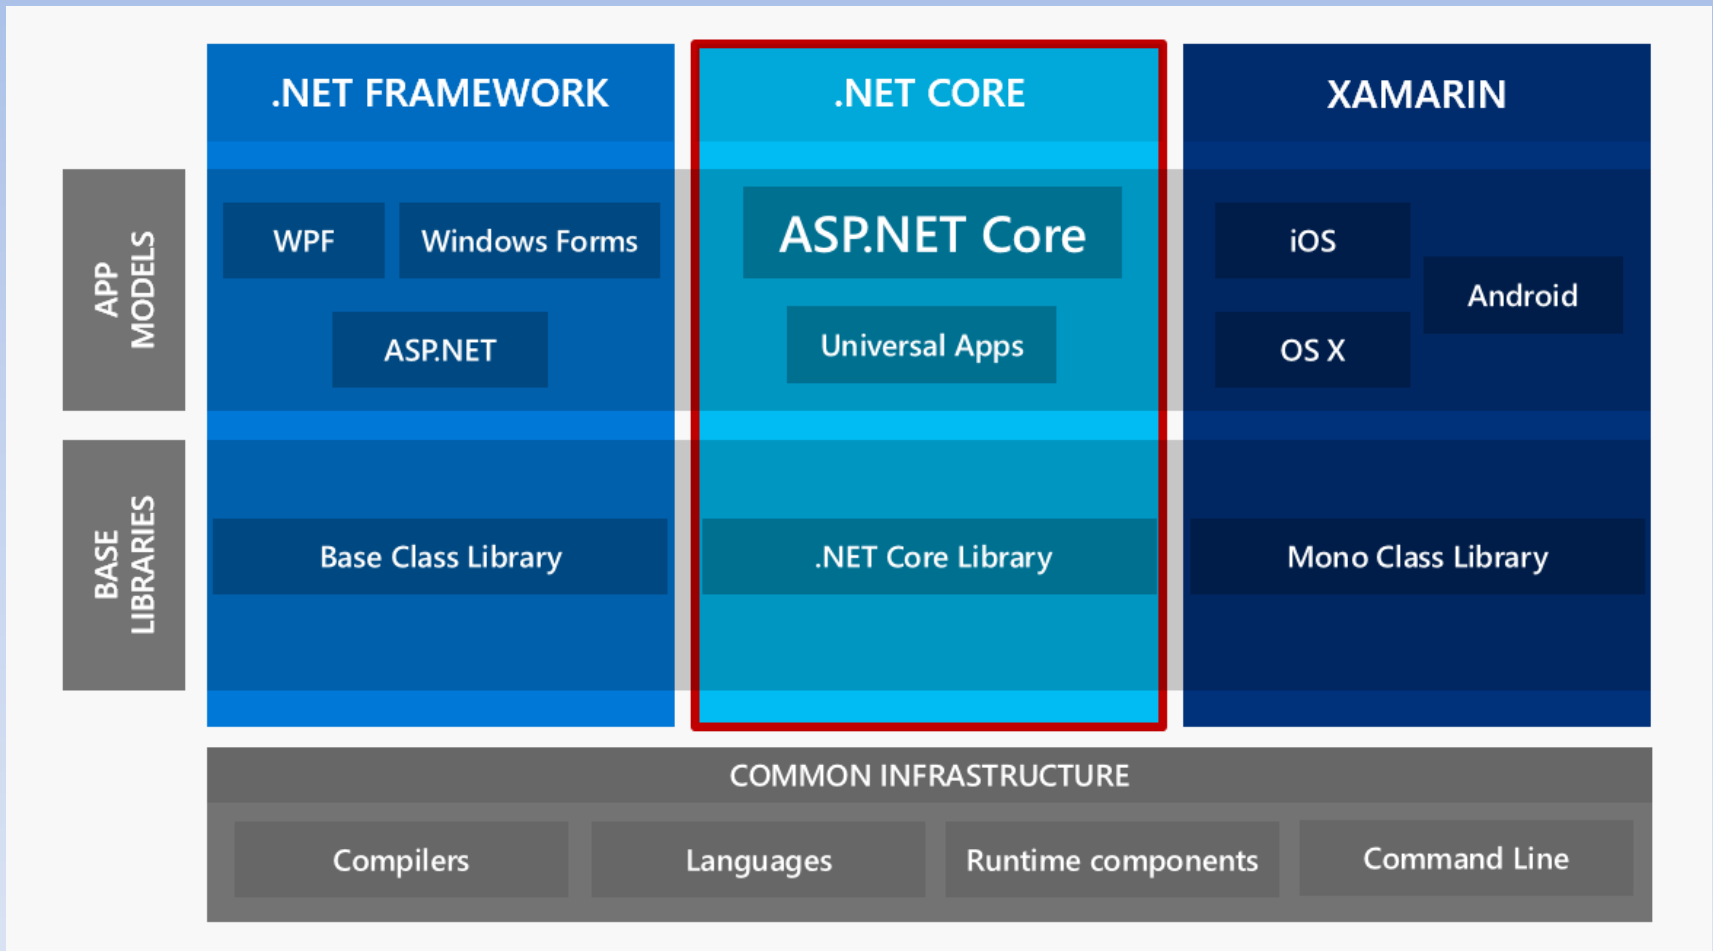 .NET FRAMEWORK
.NET CORE
XAMARIN
APP
MODELS
WPF
Windows Forms
ASP.NET
ASP.NET Core
Universal Apps
iOS
Android
OS X
BASE
LIBRARIES
Base Class Library
.NET Core Library
Mono Class Library
COMMON INFRASTRUCTURE
Compilers
Languages
Runtime components
Command Line